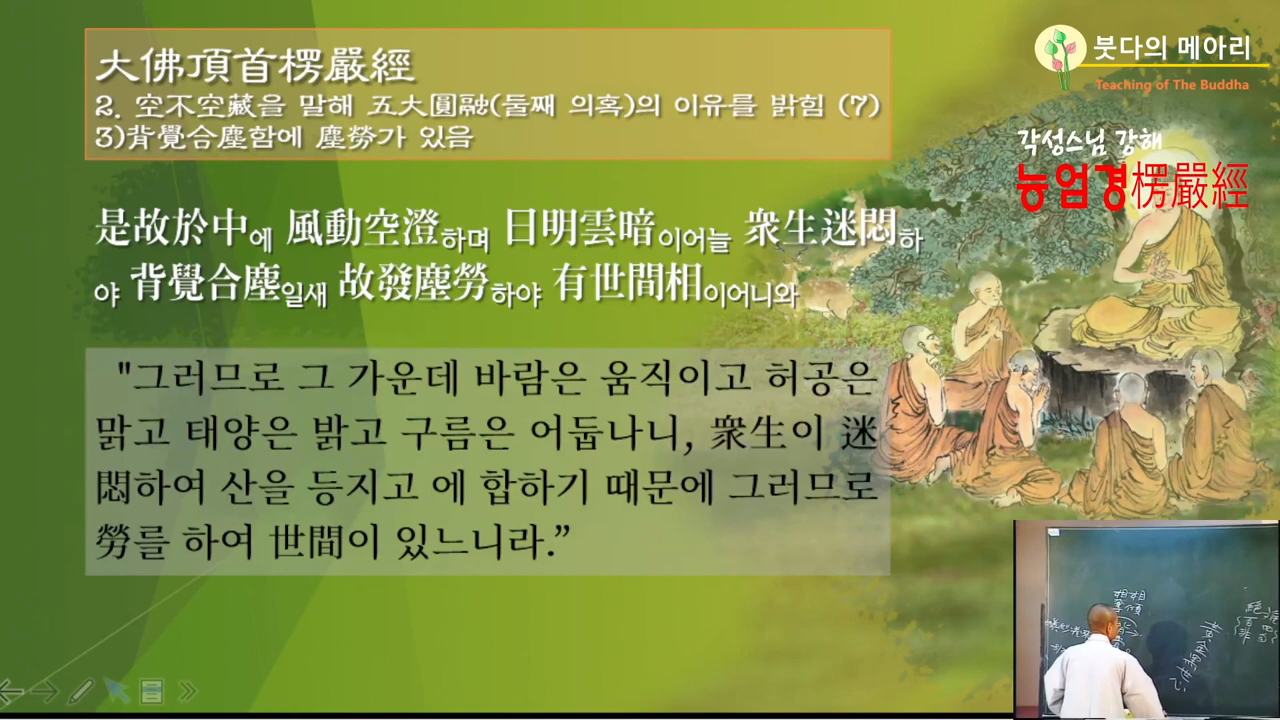 大佛頂首楞嚴經
2. 空不空藏을 말해 五大圓融(둘째 의혹)의 이유를 밝힘 (7)
3)背覺合塵함에 塵勞가 있음
붓다의 메아리
Teaching of The Buddha
각성스님 강해
능엄경楞嚴經
是故於中에 風動空澄하며 日明雲暗이어늘 衆生迷悶하
야 背覺合塵일새 故發塵勞하야 有世間相이어니와
"그러므로 그 가운데 바람은 움직이고 허공은
맑고 태양은 밝고 구름은 어둡나니, 衆生이 迷
悶하여 산을 등지고 에 합하기 때문에 그러므로
勞를 하여 世間이 있느니라.”